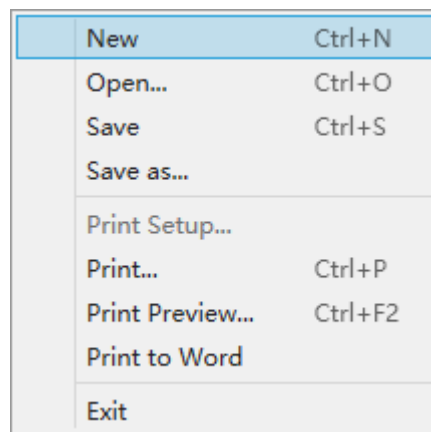 New Ctrl+N
Open... Ctrl+O
Save Ctrl+S
Save as...
Print Setup...
Print... Ctrl+P
Print Preview... Ctrl+F2
Print to Word
Exit